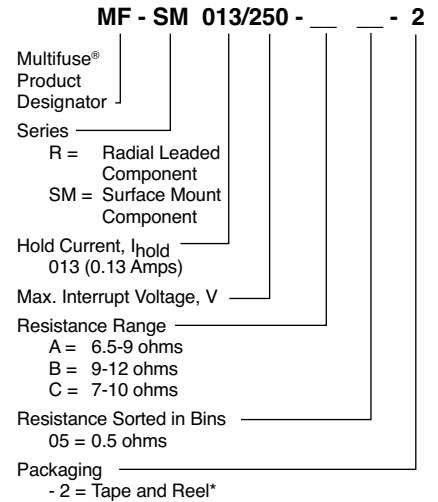 MF - SM 013/250 - __ __ - 2
Multifuse®
Product
Designator
Series
R = Radial Leaded
Component
SM = Surface Mount
Component
Hold Current, Ihold
013 (0.13 Amps)
Max. Interrupt Voltage, V
Resistance Range
A = 6.5-9 ohms
B = 9-12 ohms
C = 7-10 ohms
Resistance Sorted in Bins
05 = 0.5 ohms
Packaging
- 2 = Tape and Reel*